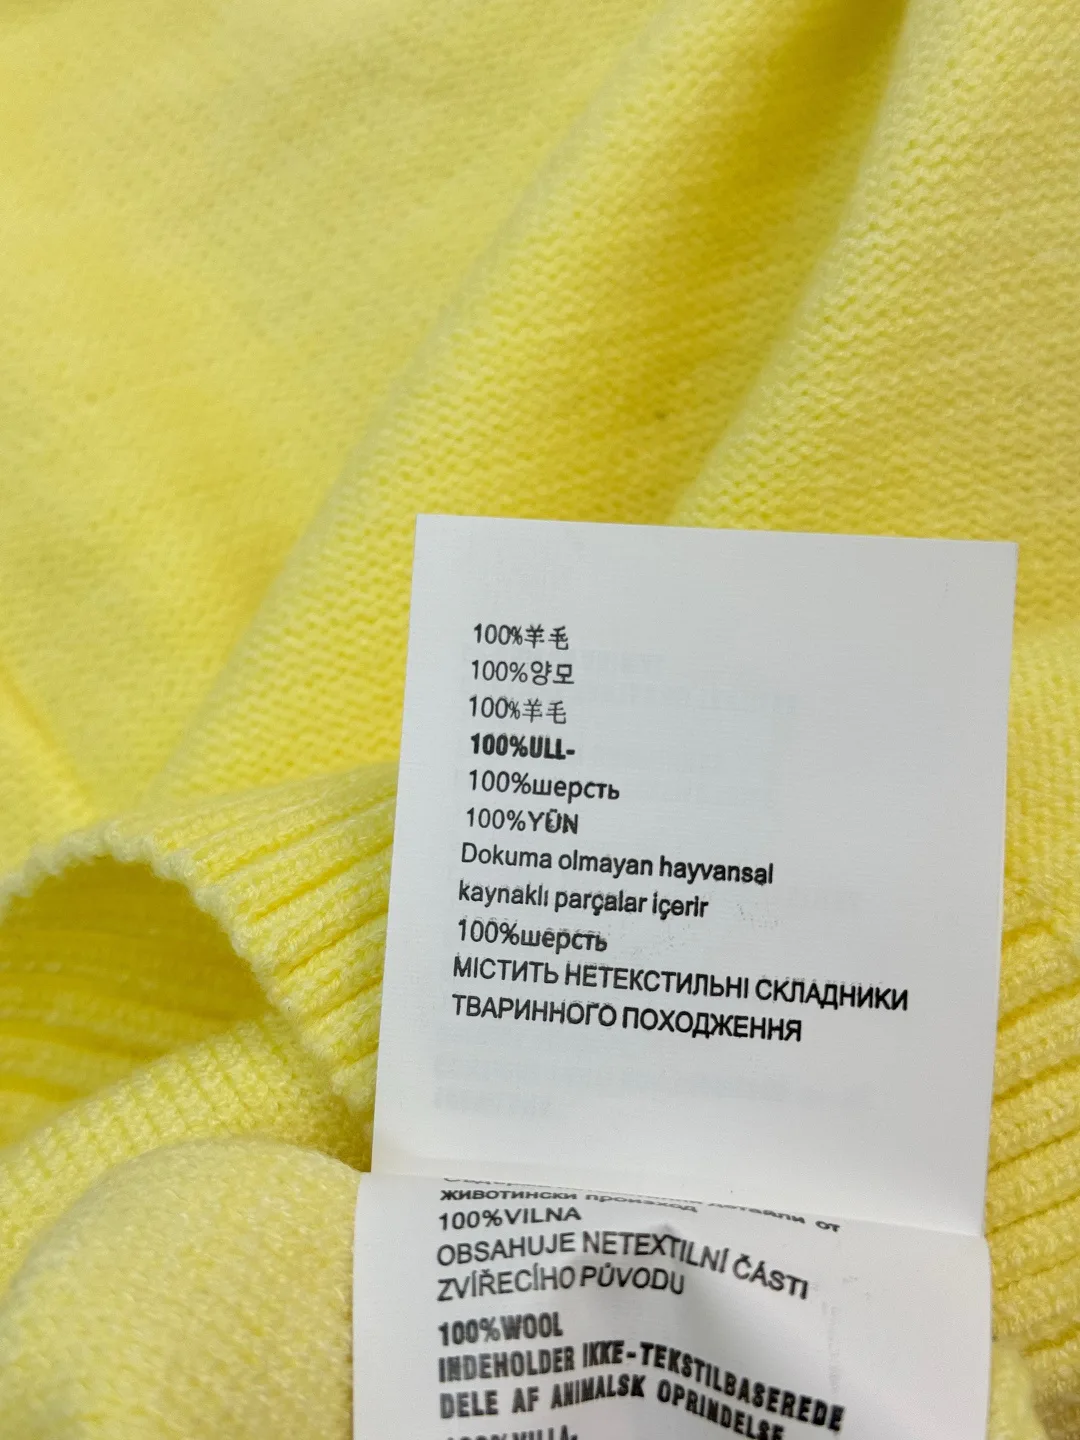 100%羊毛
100%양모
100%羊毛
100%ULL-
100%шерсть
100%YÜN
Dokuma olmayan hayvansal
kaynaklı parçalar içerir
100%шерсть
МІСТИТЬ НЕТЕКСТИЛЬНІ СКЛАДНИКИ
ТВАРИННОГО ПОХОДЖЕННЯ
животински произход
100%VILNA
OBSAHUJE NETEXTILNÍ ČÁSTI
ZVÍŘECÍHO PŮVODU
100%WOOL
INDEHOLDER IKKE-TEKSTILBASEREDE
DELE AF ANIMALSK OPRINDELSE